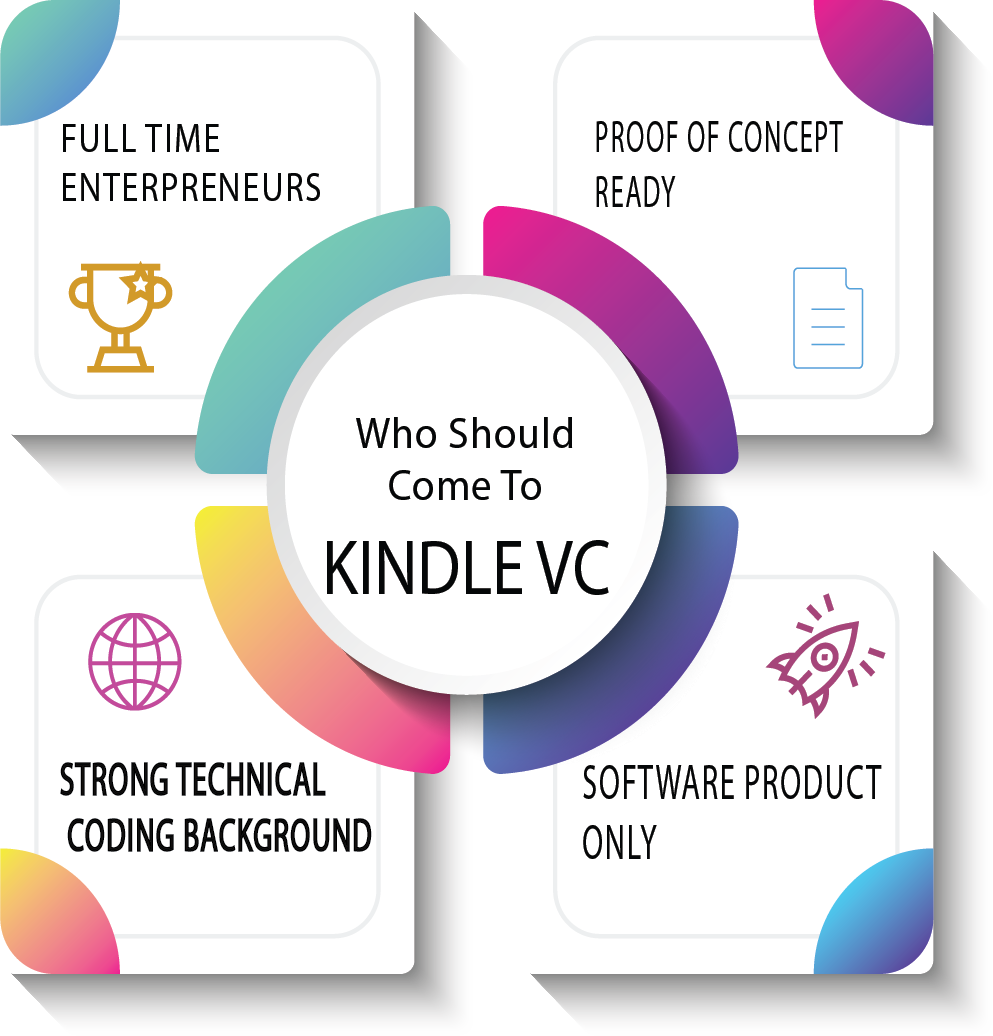 FULL TIME
ENTERPRENEURS
PROOF OF CONCEPT
READY
Who Should
Come To
KINDLE VC
STRONG TECHNICAL
CODING BACKGROUND
SOFTWARE PRODUCT
ONLY